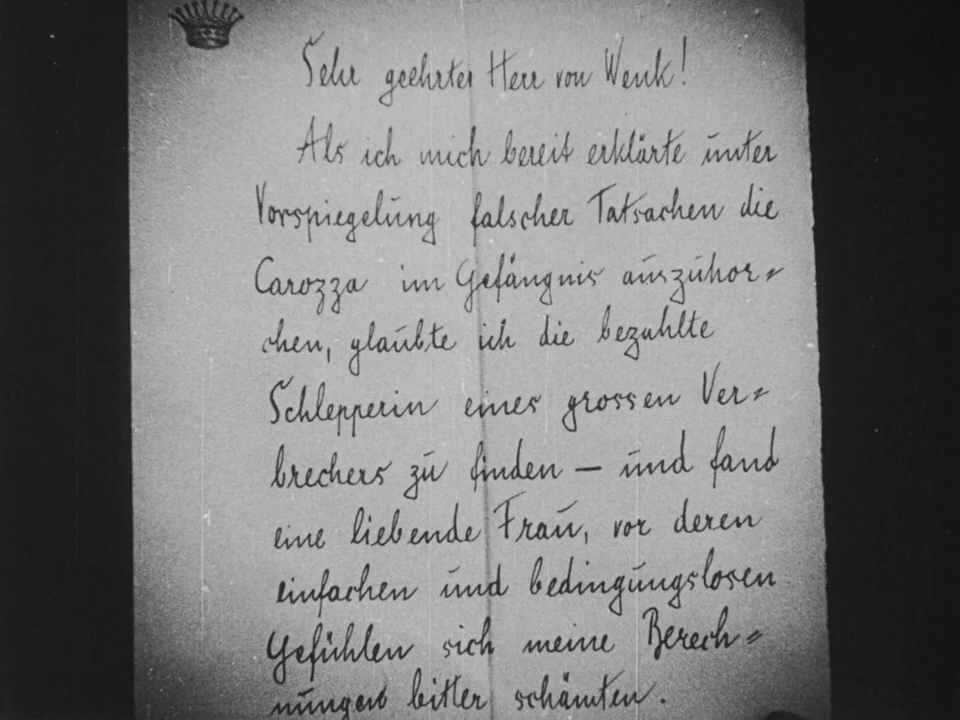 Sehr geehrter Herr von Wenk!
Als ich mich bereit erklärte unter
Vorspiegelung falscher Tatsachen die
Carozza im Gefängnis auszuhor=
chen, glaubte ich die bezahlte
Schlepperin eines grossen Ver=
brechers zu finden — und fand
eine liebende Frau, vor deren
einfachen und bedingungslosen
Gefühlen sich meine Berech=
nungen bitter schämten.